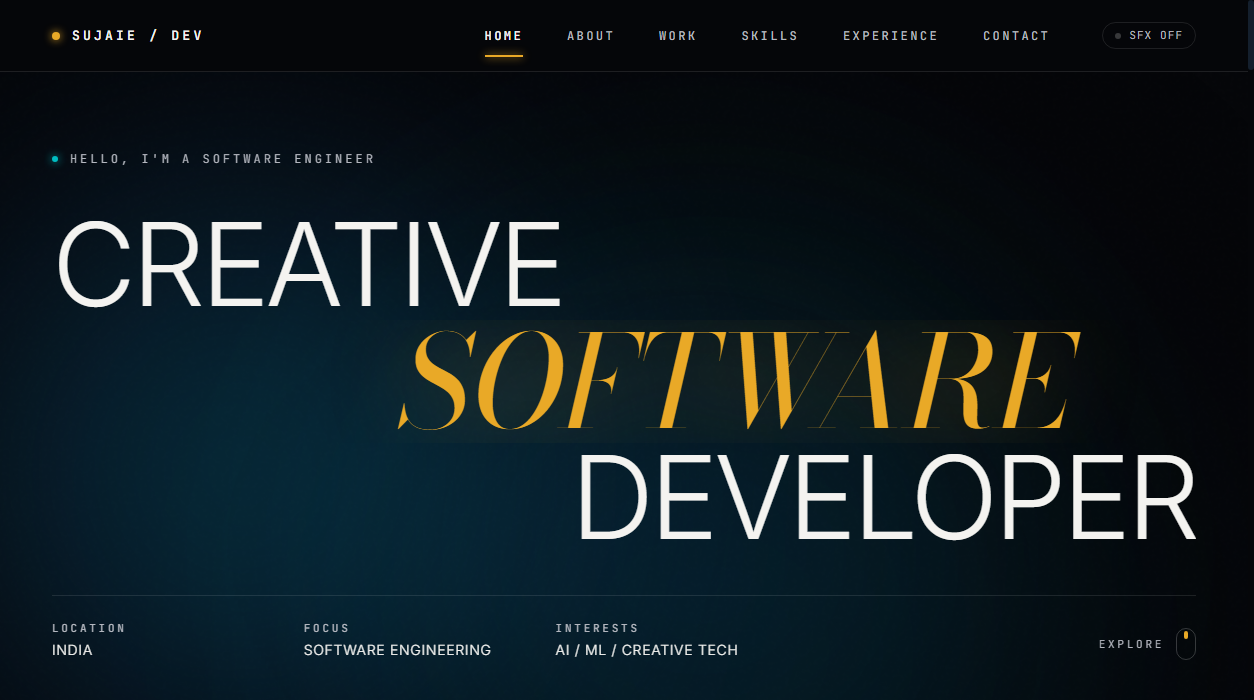 SUJAIE / DEV
HOME ABOUT WORK SKILLS EXPERIENCE CONTACT SFX OFF
HELLO, I'M A SOFTWARE ENGINEER
CREATIVE
SOFTWARE
DEVELOPER
LOCATION
INDIA
FOCUS
SOFTWARE ENGINEERING
INTERESTS
AI / ML / CREATIVE TECH
EXPLORE